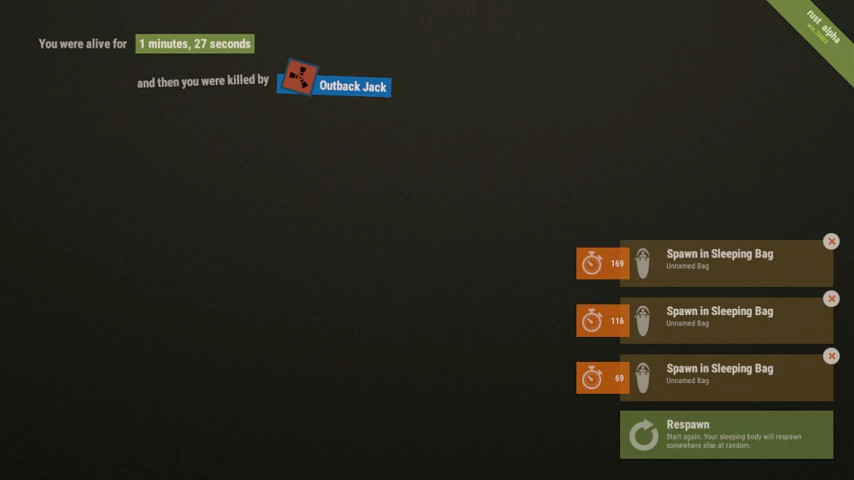 rust alpha
You were alive for 1 minutes, 27 seconds
and then you were killed by Outback Jack
169 Spawn in Sleeping Bag
Unnamed Bag
116 Spawn in Sleeping Bag
Unnamed Bag
69 Spawn in Sleeping Bag
Unnamed Bag
Respawn
Start again. Your sleeping body will respawn
somewhere else at random.